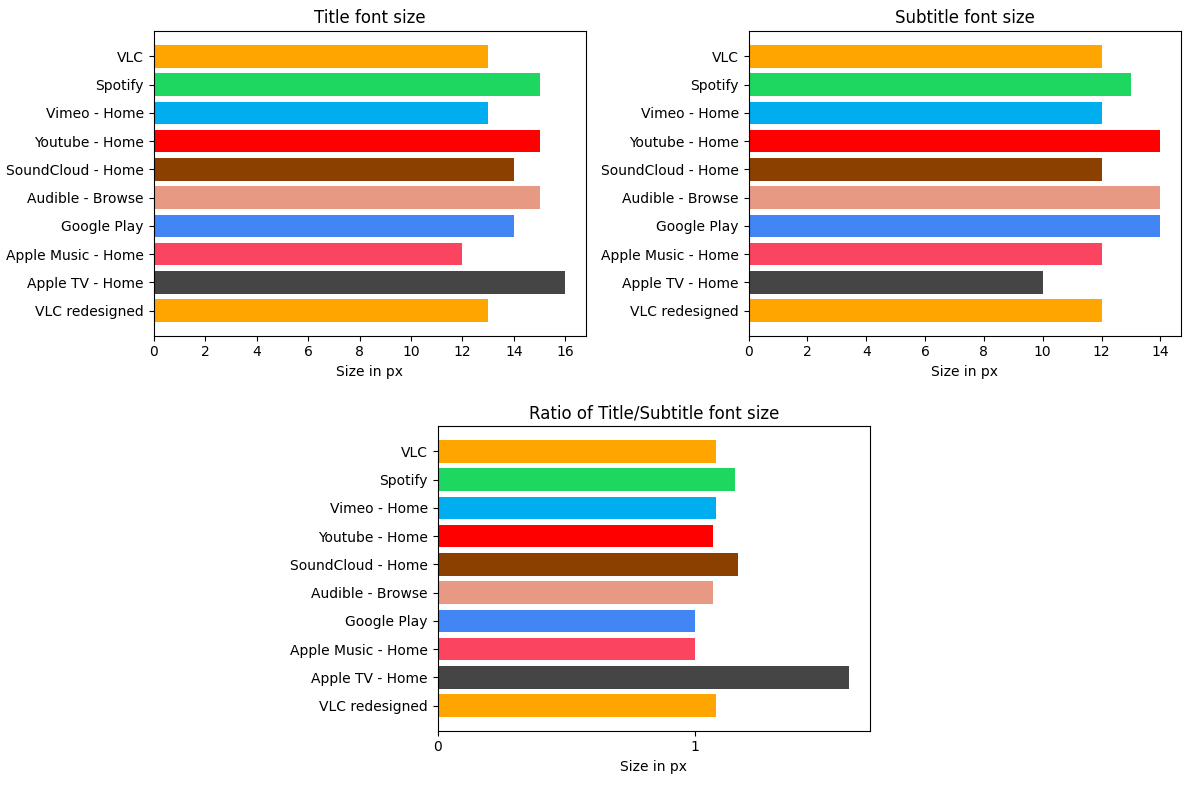 Title font size
VLC
Spotify
Vimeo - Home
Youtube - Home
SoundCloud - Home
Audible - Browse
Google Play
Apple Music - Home
Apple TV - Home
VLC redesigned
0 2 4 6 8 10 12 14 16
Size in px
Subtitle font size
VLC
Spotify
Vimeo - Home
Youtube - Home
SoundCloud - Home
Audible - Browse
Google Play
Apple Music - Home
Apple TV - Home
VLC redesigned
0 2 4 6 8 10 12 14
Size in px
Ratio of Title/Subtitle font size
VLC
Spotify
Vimeo - Home
Youtube - Home
SoundCloud - Home
Audible - Browse
Google Play
Apple Music - Home
Apple TV - Home
VLC redesigned
0 1
Size in px